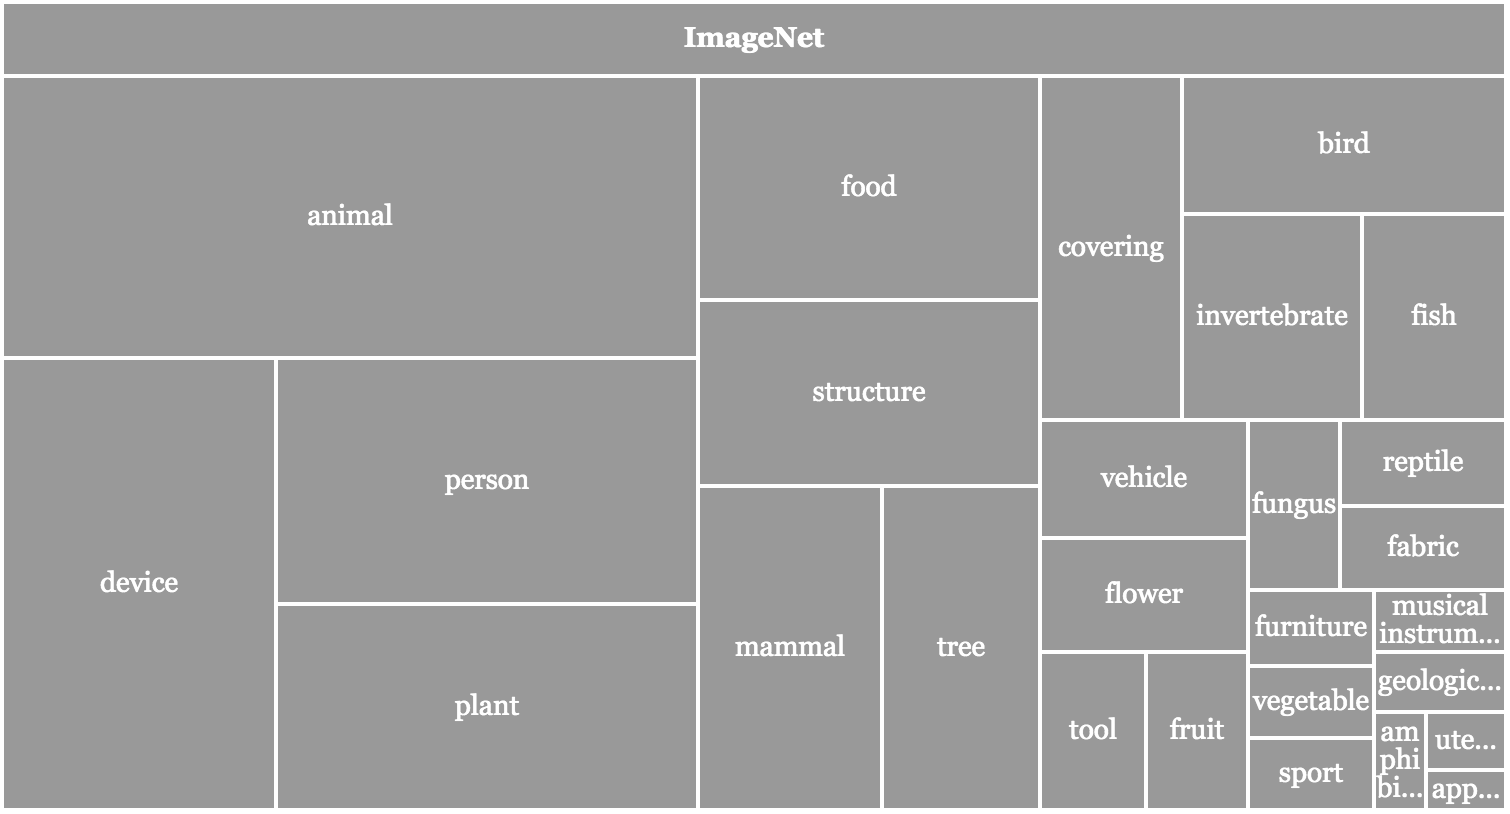 ImageNet
animal
food
covering
bird
invertebrate
fish
structure
person
device
plant
mammal
tree
vehicle
fungus
reptile
fabric
flower
furniture
musical
instrum...
vegetable
geologic...
tool
fruit
sport
am
phi
bi...
ute...
app...